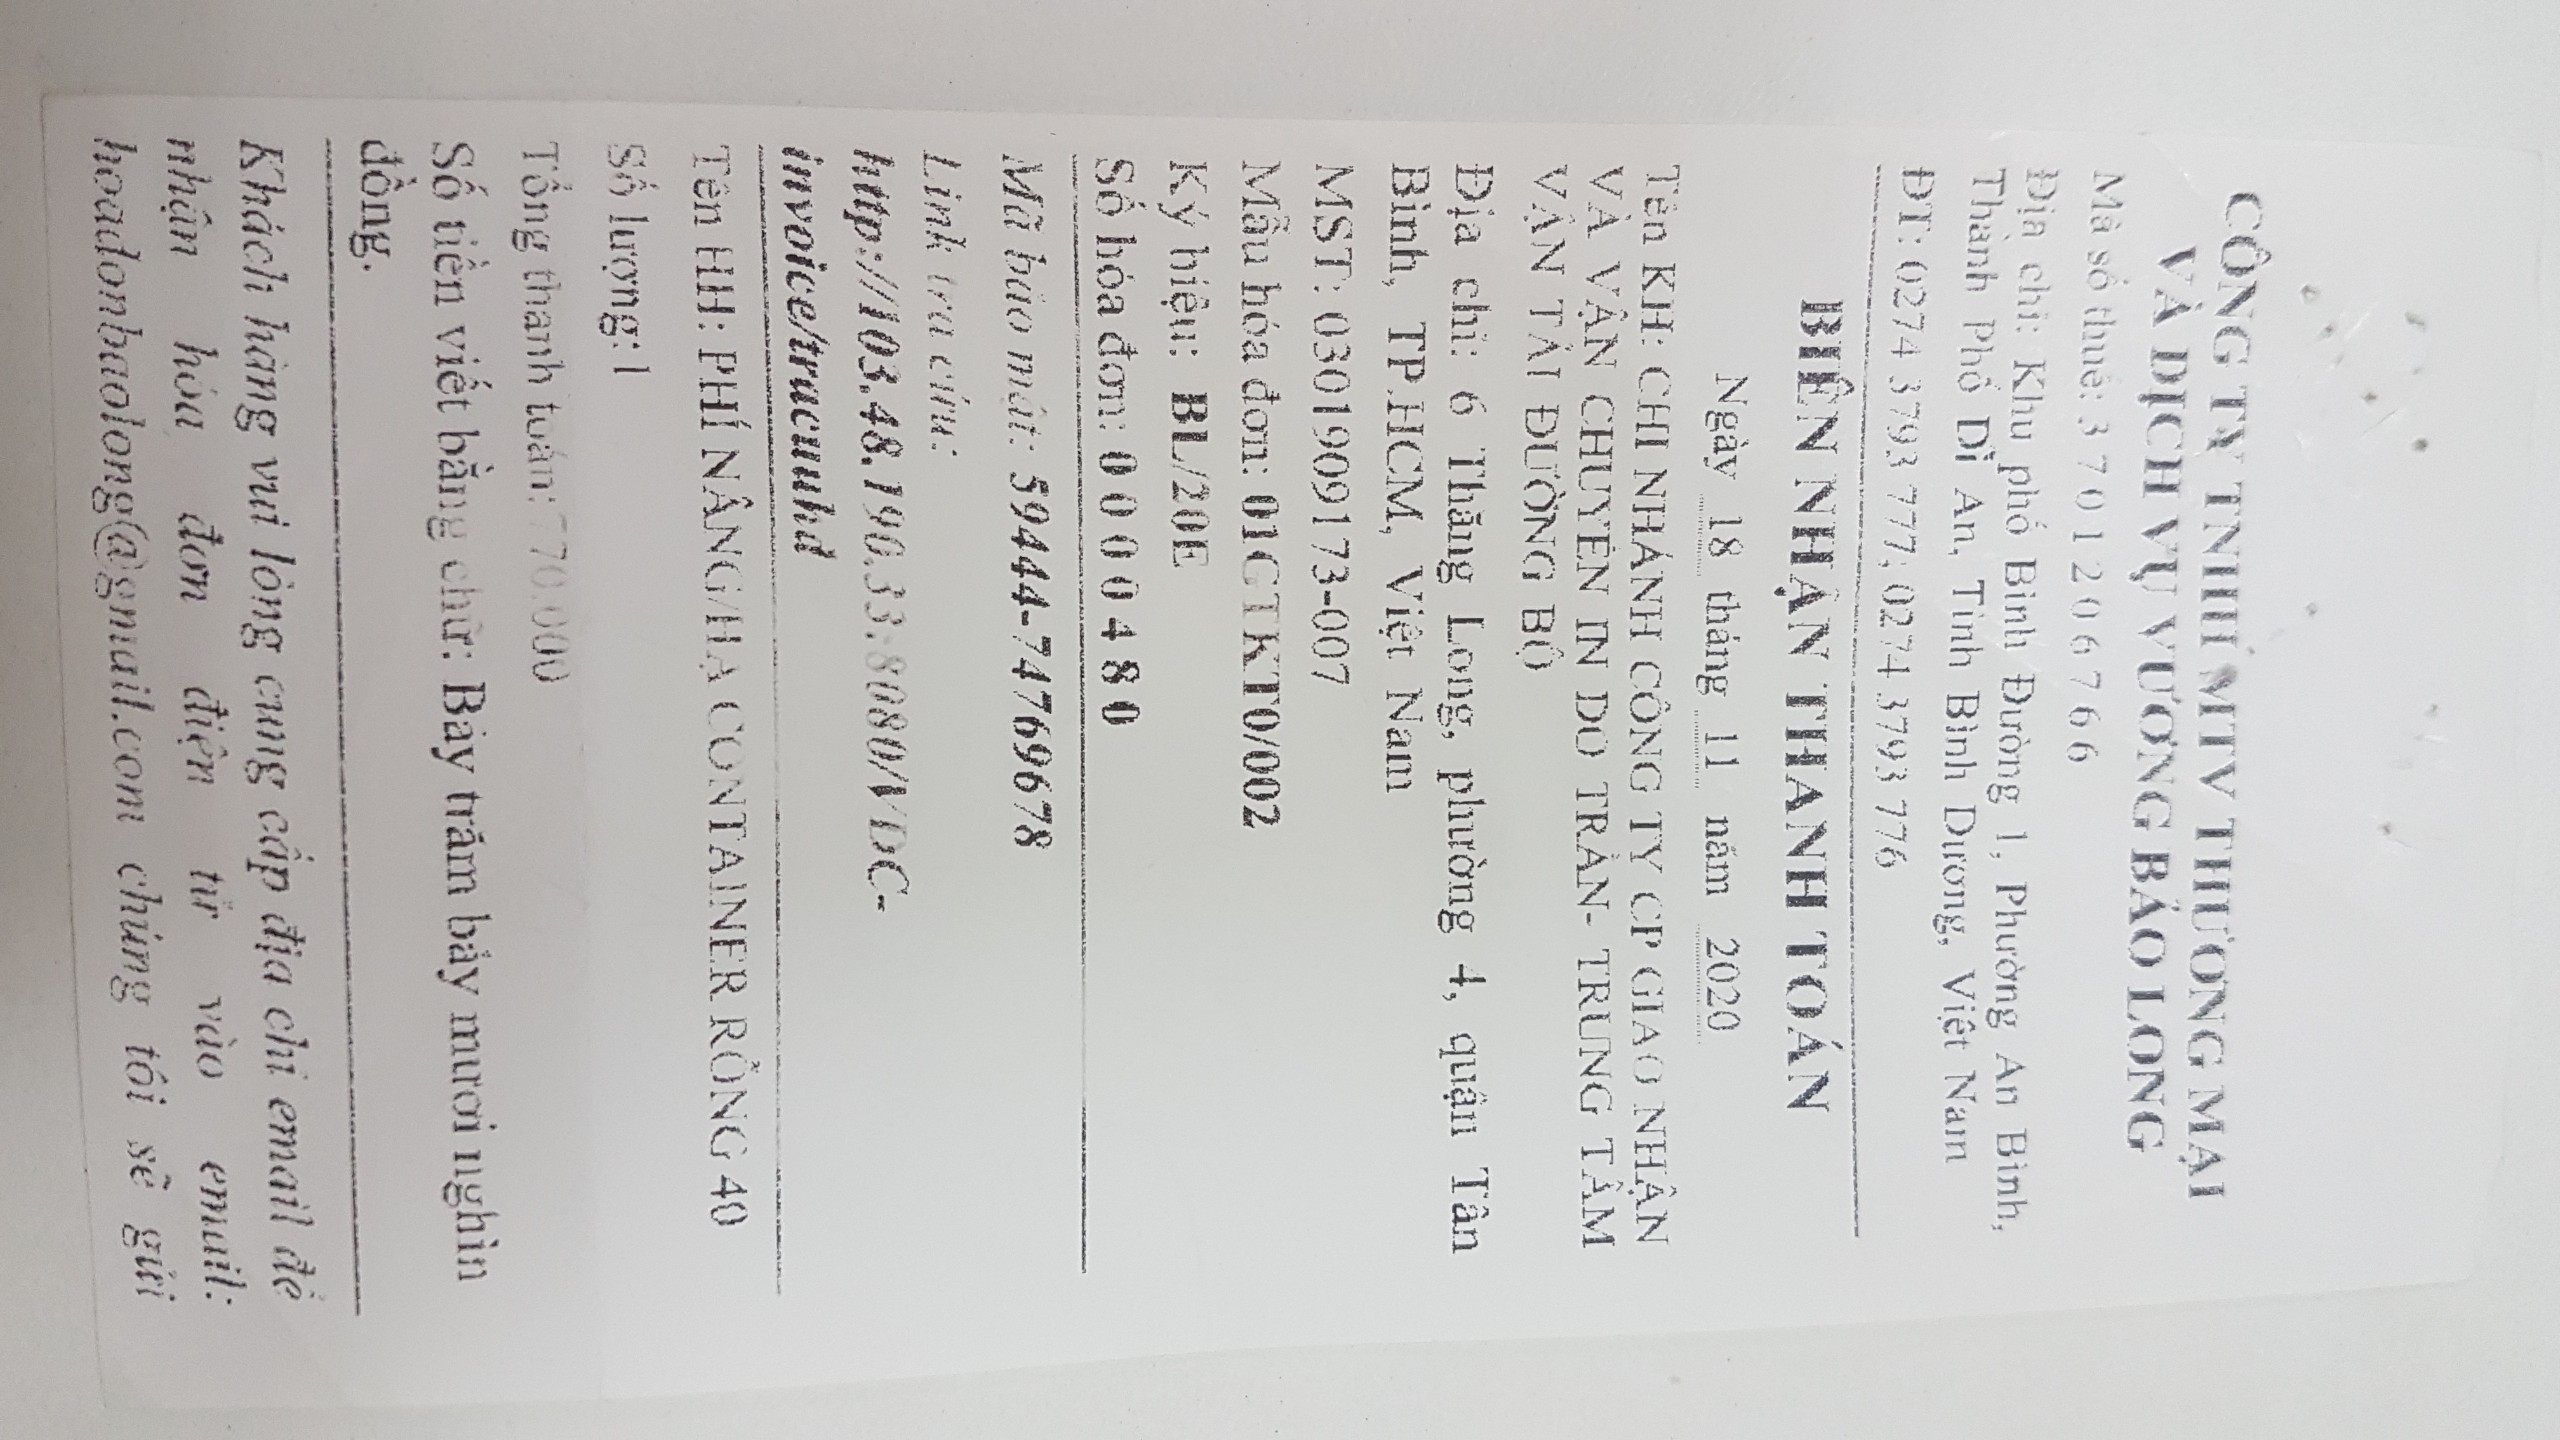 CÔNG TY TNHH MTV THƯƠNG MẠI
VÀ DỊCH VỤ VƯƠNG BẢO LONG
Mã số thuế: 3 7 0 1 2 0 6 7 6 6
Địa chỉ: Khu phố Bình Đường 1, Phường An Bình,
Thành Phố Dĩ An, Tỉnh Bình Dương, Việt Nam
ĐT: 0274 3793 777; 0274 3793 776
BIÊN NHẬN THANH TOÁN
Ngày 18 tháng 11 năm 2020
Tên KH: CHI NHÁNH CÔNG TY CP GIAO NHẬN
VÀ VẬN CHUYỂN IN DO TRẦN- TRUNG TÂM
VẬN TẢI ĐƯỜNG BỘ
Địa chỉ: 6 Thăng Long, phường 4, quận Tân
Bình, TP.HCM, Việt Nam
MST: 0301909173-007
Mẫu hóa đơn: 01GTKT0/002
Ký hiệu: BL/20E
Số hóa đơn: 0 0 0 0 4 8 0
Mã bảo mật: 59444-74769678
Link tra cứu:
http://103.48.190.33:8080/VDC-
invoice/tracuuhd
Tên HH: PHÍ NÂNG/HẠ CONTAINER RỖNG 40
Số lượng: 1
Tổng thanh toán: 770.000
Số tiền viết bằng chữ: Bảy trăm bảy mươi nghìn
đồng.
Khách hàng vui lòng cung cấp địa chỉ email để
nhận hóa đơn điện tử vào email:
hoadonbaolong@gmail.com chúng tôi sẽ gửi